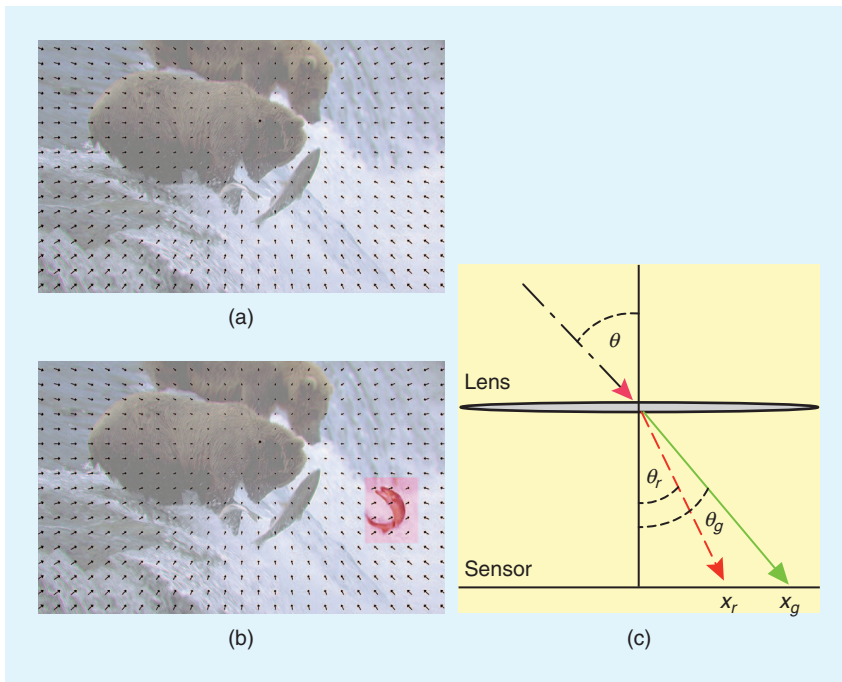 (a)
(b)
θ
Lens
θr
θg
Sensor
xr xg
(c)